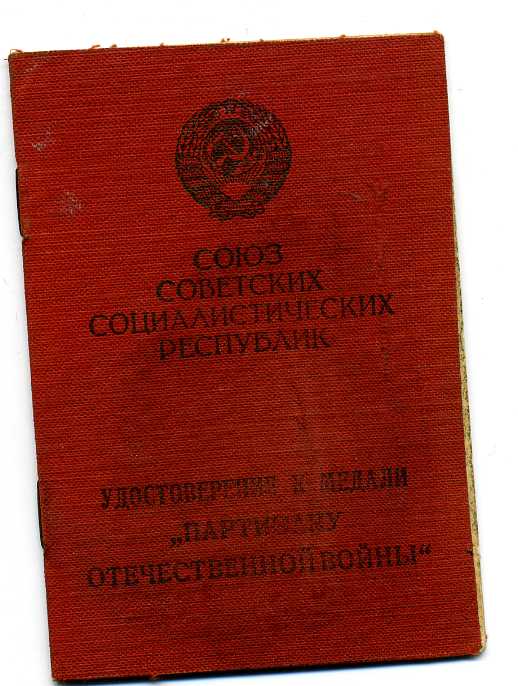 СОЮЗ
СОВЕТСКИХ
СОЦИАЛИСТИЧЕСКИХ
РЕСПУБЛИК
УДОСТОВЕРЕНИЕ К МЕДАЛИ
„ПАРТИЗАНУ
ОТЕЧЕСТВЕННОЙ ВОЙНЫ“